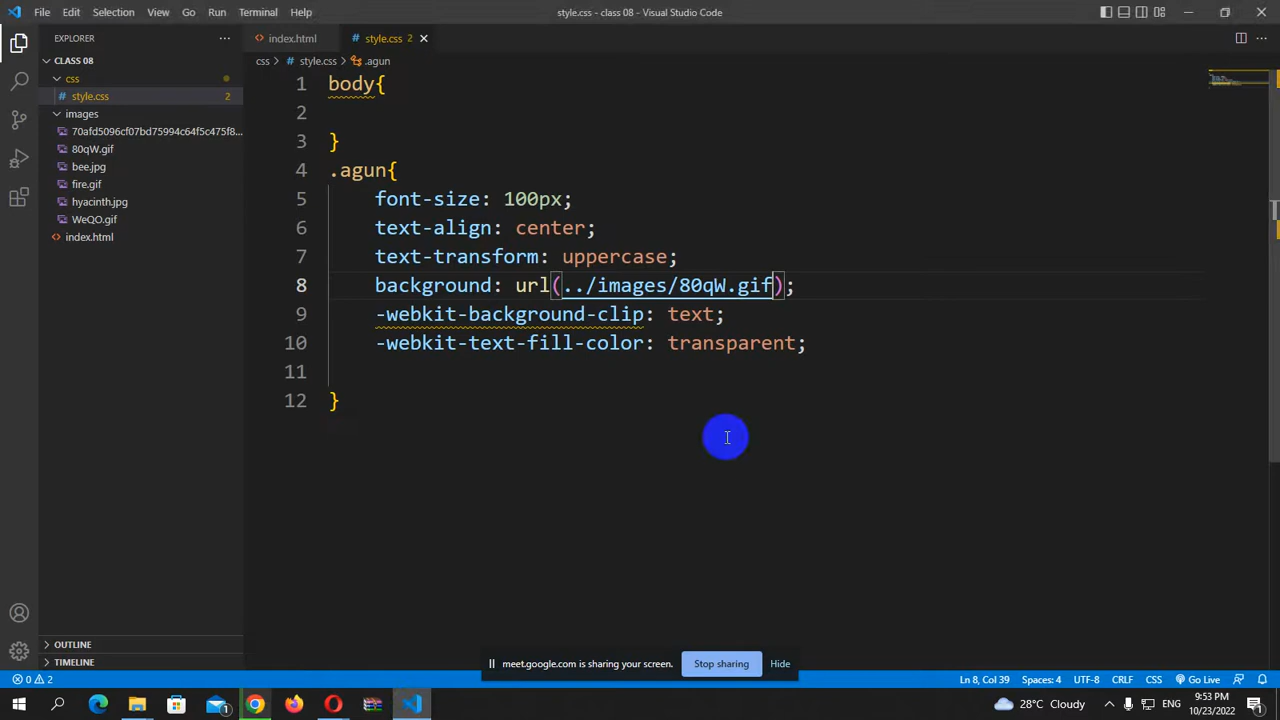 File Edit Selection View Go Run Terminal Help style.css - class 08 - Visual Studio Code
EXPLORER ...
index.html style.css 2
CLASS 08
css > # style.css > .agun
css
# style.css 2
images
70afd5096cf07bd75994c64f5c475f8...
80qW.gif
bee.jpg
fire.gif
hyacinth.jpg
WeQO.gif
index.html
1 body{
2
3 }
4 .agun{
5 font-size: 100px;
6 text-align: center;
7 text-transform: uppercase;
8 background: url(../images/80qW.gif);
9 -webkit-background-clip: text;
10 -webkit-text-fill-color: transparent;
11
12 }
OUTLINE
TIMELINE
meet.google.com is sharing your screen. Stop sharing Hide
0 2 Ln 8, Col 39 Spaces: 4 UTF-8 CRLF CSS Go Live
1 28°C Cloudy ENG 9:53 PM
10/23/2022